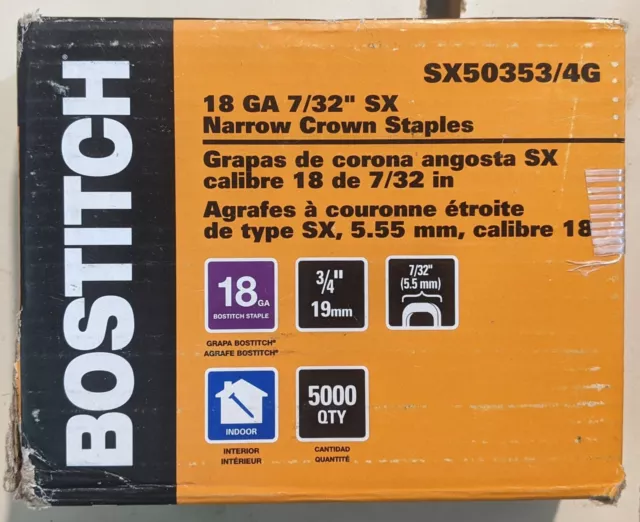 BOSTITCH
SX50353/4G
18 GA 7/32" SX
Narrow Crown Staples
Grapas de corona angosta SX
calibre 18 de 7/32 in
Agrafes à couronne étroite
de type SX, 5.55 mm, calibre 18
18 GA
BOSTITCH STAPLE
GRAPA BOSTITCH®
AGRAFE BOSTITCH®
3/4"
19mm
7/32"
(5.5 mm)
INDOOR
INTERIOR
INTÉRIEUR
5000
QTY
CANTIDAD
QUANTITÉ